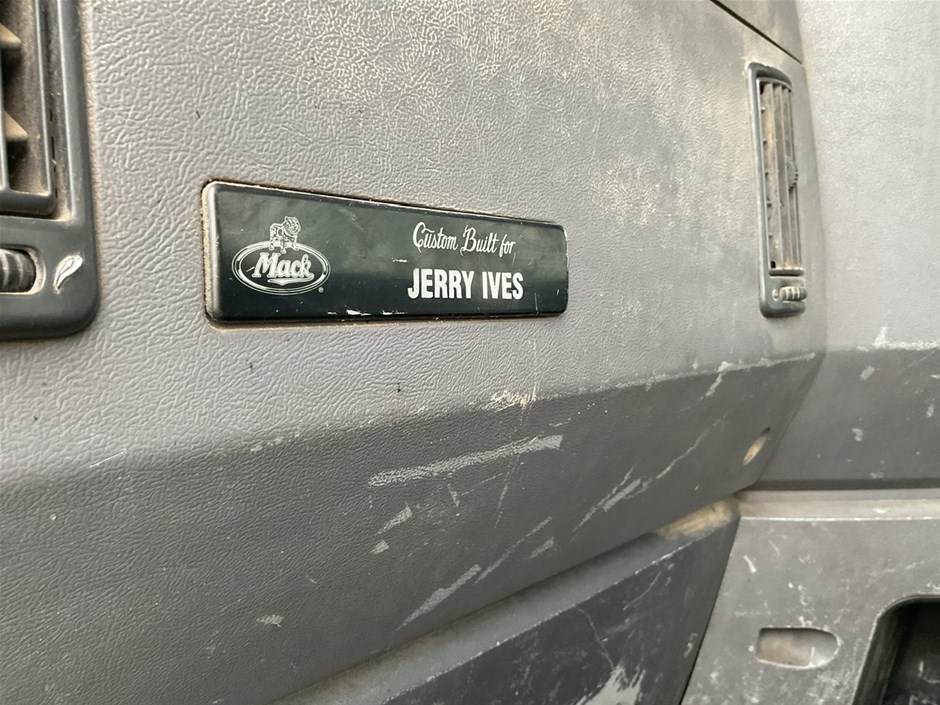 Mack®
Custom Built for
JERRY IVES